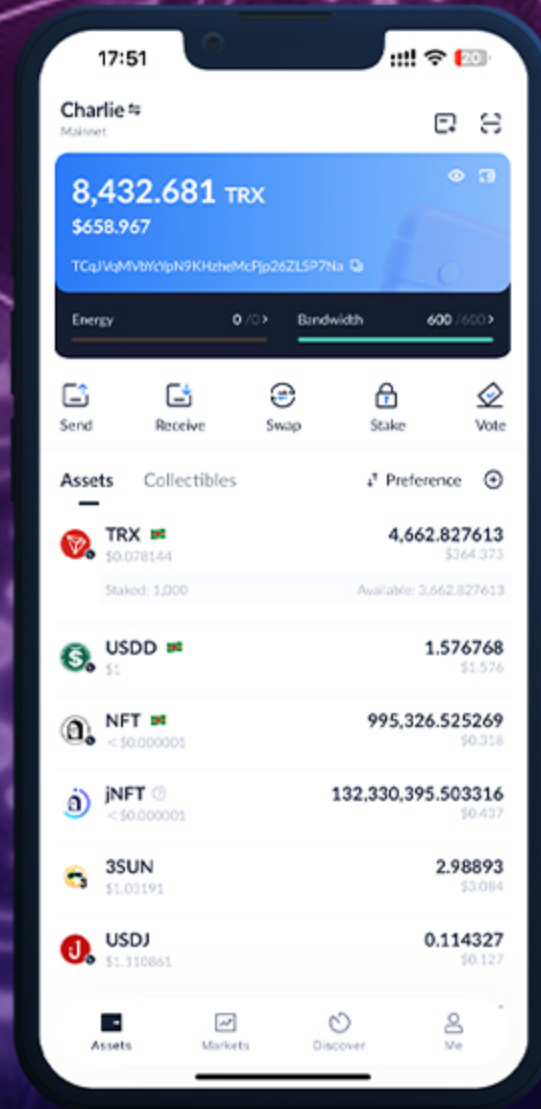 17:51
20
Charlie
Mainnet
8,432.681 TRX
$658.967
TCqJVqMVbYcYpN9KHzheMcPjp26ZL5P7Na
Energy 0 /0 > Bandwidth 600 /600 >
Send Receive Swap Stake Vote
Assets Collectibles Preference
TRX 4,662.827613
$0.078144 $364.373
Staked: 1,000 Available: 3,662.827613
USDD 1.576768
$1 $1.576
NFT 995,326.525269
<$0.000001 $0.318
jNFT 132,330,395.503316
<$0.000001 $0.437
3SUN 2.98893
$1.03191 $3.084
USDJ 0.114327
$1.110861 $0.127
Assets Markets Discover Me